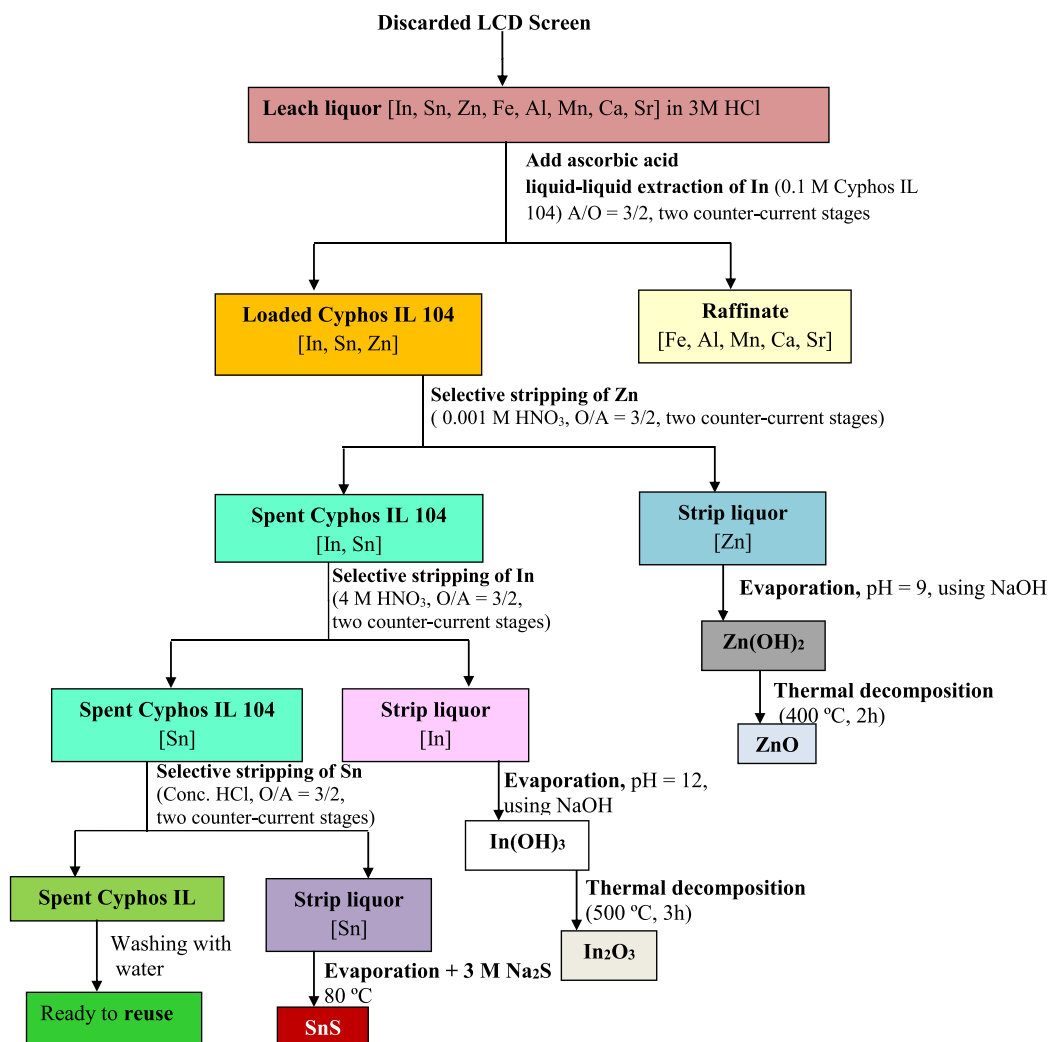 Discarded LCD Screen
Leach liquor [In, Sn, Zn, Fe, Al, Mn, Ca, Sr] in 3M HCl
Add ascorbic acid
liquid-liquid extraction of In (0.1 M Cyphos IL
104) A/O = 3/2, two counter-current stages
Loaded Cyphos IL 104
[In, Sn, Zn]
Raffinate
[Fe, Al, Mn, Ca, Sr]
Selective stripping of Zn
( 0.001 M HNO₃, O/A = 3/2, two counter-current stages)
Spent Cyphos IL 104
[In, Sn]
Strip liquor
[Zn]
Selective stripping of In
(4 M HNO₃, O/A = 3/2,
two counter-current stages)
Evaporation, pH = 9, using NaOH
Zn(OH)₂
Thermal decomposition
(400 ºC, 2h)
ZnO
Spent Cyphos IL 104
[Sn]
Strip liquor
[In]
Selective stripping of Sn
(Conc. HCl, O/A = 3/2,
two counter-current stages)
Evaporation, pH = 12,
using NaOH
In(OH)₃
Thermal decomposition
(500 ºC, 3h)
In₂O₃
Spent Cyphos IL
Strip liquor
[Sn]
Washing with
water
Evaporation + 3 M Na₂S
80 ºC
Ready to reuse
SnS